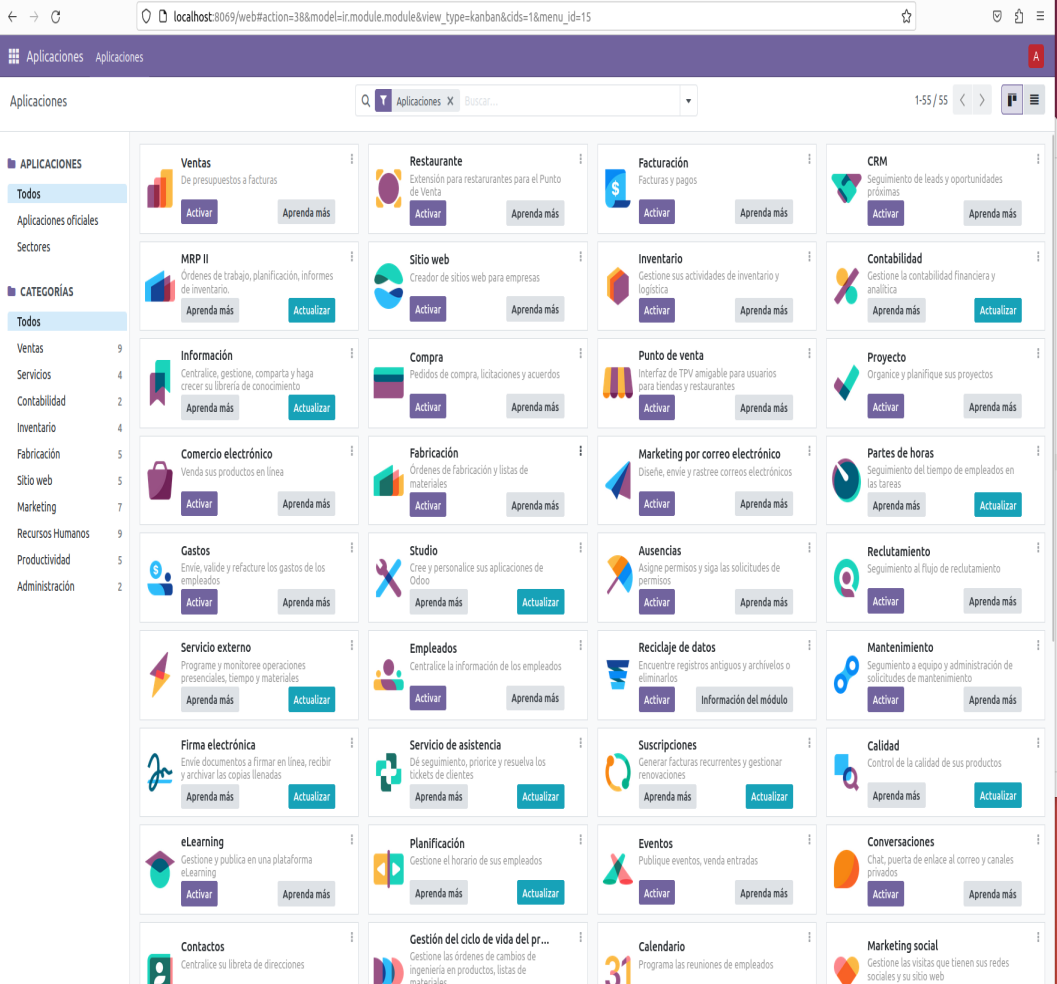 localhost:8069/web#action=38&model=ir.module.module&view_type=kanban&cids=1&menu_id=15
Aplicaciones Aplicaciones A
Aplicaciones
Aplicaciones X Buscar...
1-55 / 55
APLICACIONES
Todos
Aplicaciones oficiales
Sectores
CATEGORÍAS
Todos
Ventas 9
Servicios 4
Contabilidad 2
Inventario 4
Fabricación 5
Sitio web 5
Marketing 7
Recursos Humanos 9
Productividad 5
Administración 2
Ventas
De presupuestos a facturas
Activar Aprenda más
Restaurante
Extensión para restarurantes para el Punto
de Venta
Activar Aprenda más
Facturación
Facturas y pagos
$
Activar Aprenda más
CRM
Seguimiento de leads y oportunidades
próximas
Activar Aprenda más
MRP II
Órdenes de trabajo, planificación, informes
de inventario.
Aprenda más Actualizar
Sitio web
Creador de sitios web para empresas
Activar Aprenda más
Inventario
Gestione sus actividades de inventario y
logística
Activar Aprenda más
Contabilidad
Gestione la contabilidad financiera y
analítica
Aprenda más Actualizar
Información
Centralice, gestione, comparta y haga
crecer su librería de conocimiento
Aprenda más Actualizar
Compra
Pedidos de compra, licitaciones y acuerdos
Activar Aprenda más
Punto de venta
Interfaz de TPV amigable para usuarios
para tiendas y restaurantes
Activar Aprenda más
Proyecto
Organice y planifique sus proyectos
Activar Aprenda más
Comercio electrónico
Venda sus productos en línea
Activar Aprenda más
Fabricación
Órdenes de fabricación y listas de
materiales
Activar Aprenda más
Marketing por correo electrónico
Diseñe, envíe y rastree correos electrónicos
Activar Aprenda más
Partes de horas
Seguimiento del tiempo de empleados en
las tareas
Aprenda más Actualizar
Gastos
Envíe, valide y refacture los gastos de los
empleados
$
Activar Aprenda más
Studio
Cree y personalice sus aplicaciones de
Odoo
Aprenda más Actualizar
Ausencias
Asigne permisos y siga las solicitudes de
permisos
Activar Aprenda más
Reclutamiento
Seguimiento al flujo de reclutamiento
Activar Aprenda más
Servicio externo
Programe y monitoree operaciones
presenciales, tiempo y materiales
Aprenda más Actualizar
Empleados
Centralice la información de los empleados
Activar Aprenda más
Reciclaje de datos
Encuentre registros antiguos y archívelos o
eliminarlos
Activar Información del módulo
Mantenimiento
Segumiento a equipo y administración de
solicitudes de mantenimiento
Activar Aprenda más
Firma electrónica
Envíe documentos a firmar en línea, recibir
y archivar las copias llenadas
Aprenda más Actualizar
Servicio de asistencia
Dé seguimiento, priorice y resuelva los
tickets de clientes
Aprenda más Actualizar
Suscripciones
Generar facturas recurrentes y gestionar
renovaciones
Aprenda más Actualizar
Calidad
Control de la calidad de sus productos
Aprenda más Actualizar
eLearning
Gestione y publica en una plataforma
eLearning
Activar Aprenda más
Planificación
Gestione el horario de sus empleados
Aprenda más Actualizar
Eventos
Publique eventos, venda entradas
Activar Aprenda más
Conversaciones
Chat, puerta de enlace al correo y canales
privados
Activar Aprenda más
Contactos
Centralice su libreta de direcciones
Gestión del ciclo de vida del pr...
Gestione las órdenes de cambios de
ingeniería en productos, listas de
materiales
Calendario
Programa las reuniones de empleados
31
Marketing social
Gestione las visitas que tienen sus redes
sociales y su sitio web